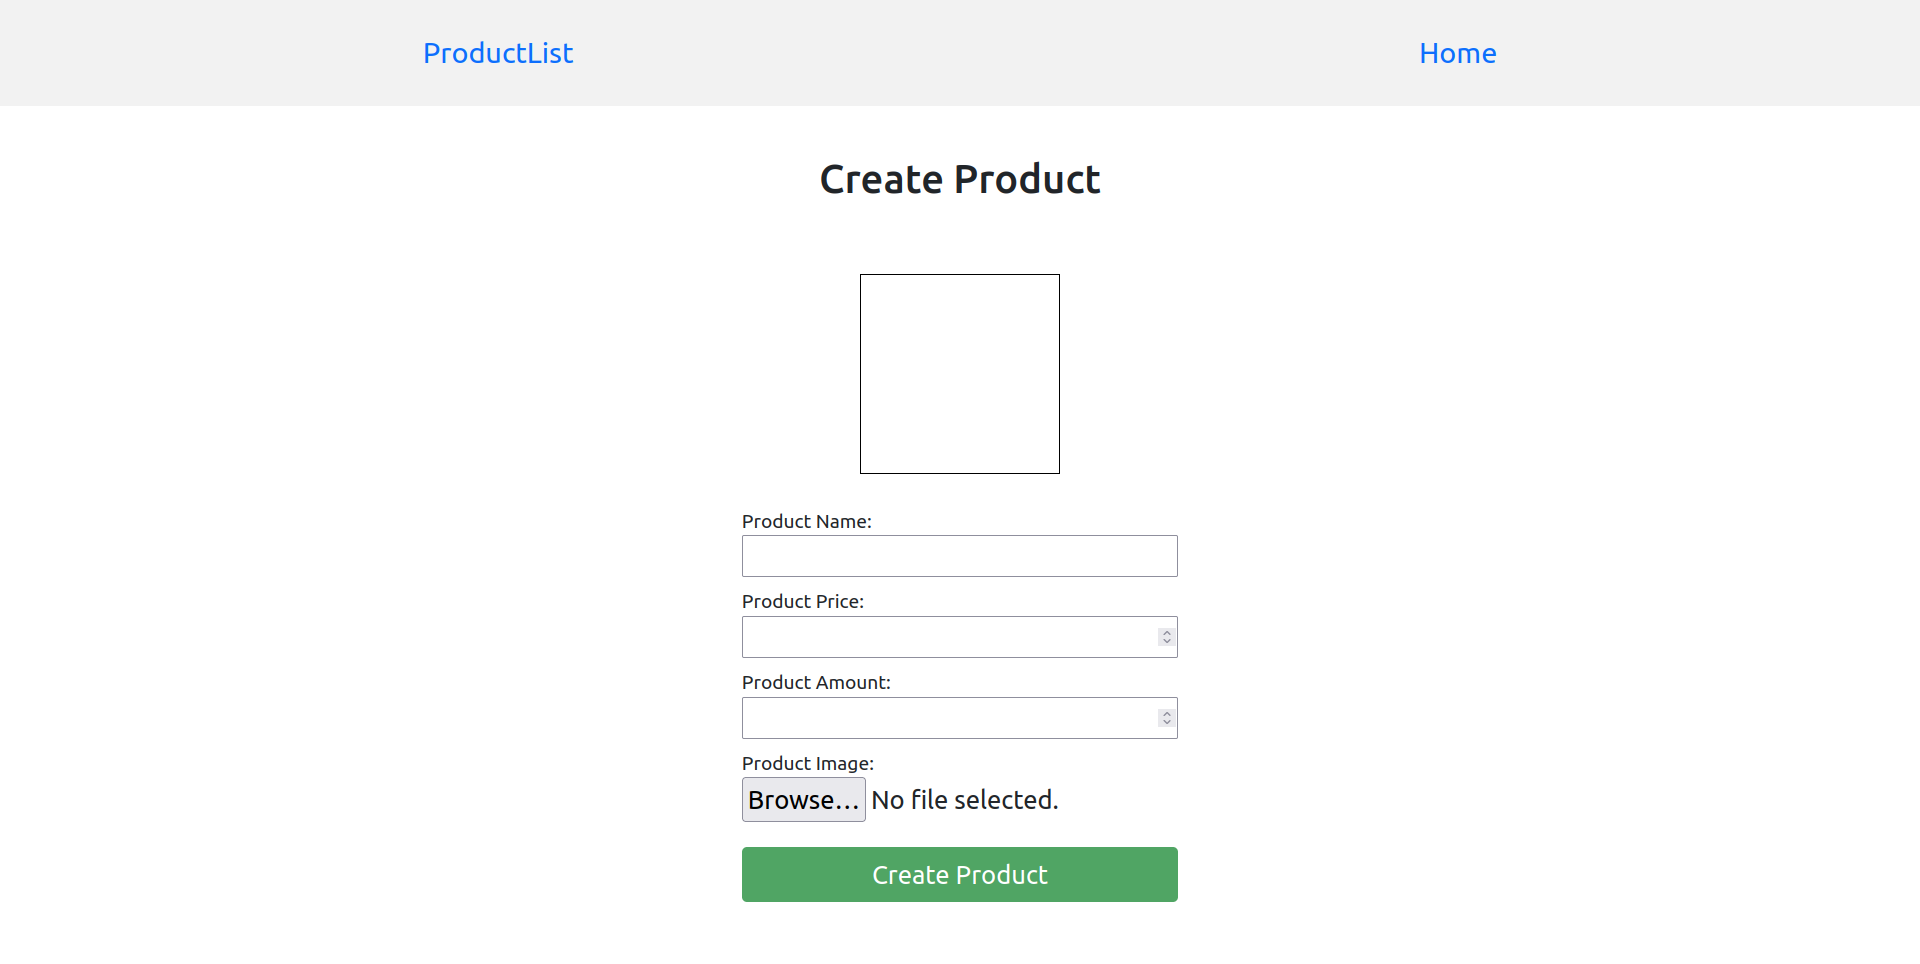 ProductList Home
Create Product
Product Name:
Product Price:
Product Amount:
Product Image:
Browse... No file selected.
Create Product